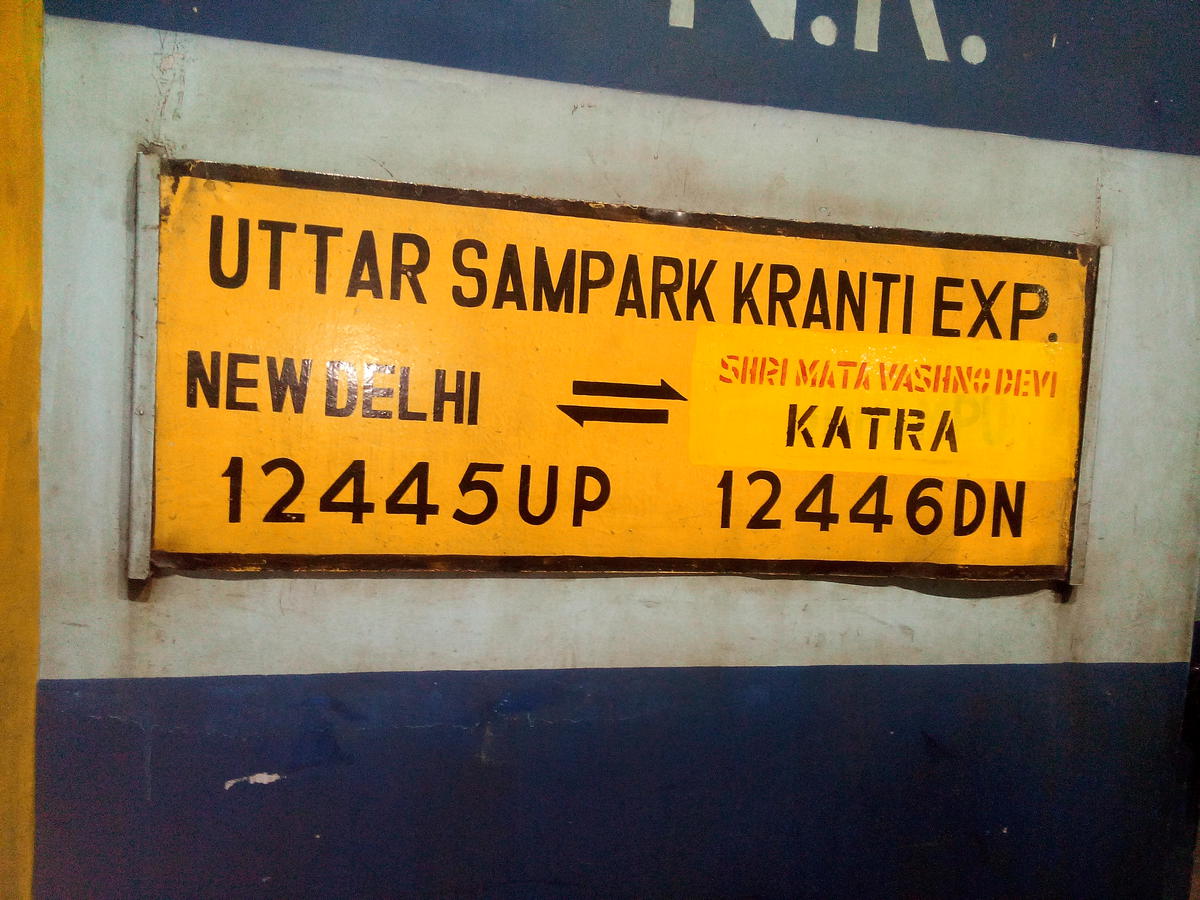 N.R.
UTTAR SAMPARK KRANTI EXP.
NEW DELHI ⇌ SHRI MATA VASHNO DEVI
KATRA
12445UP 12446DN